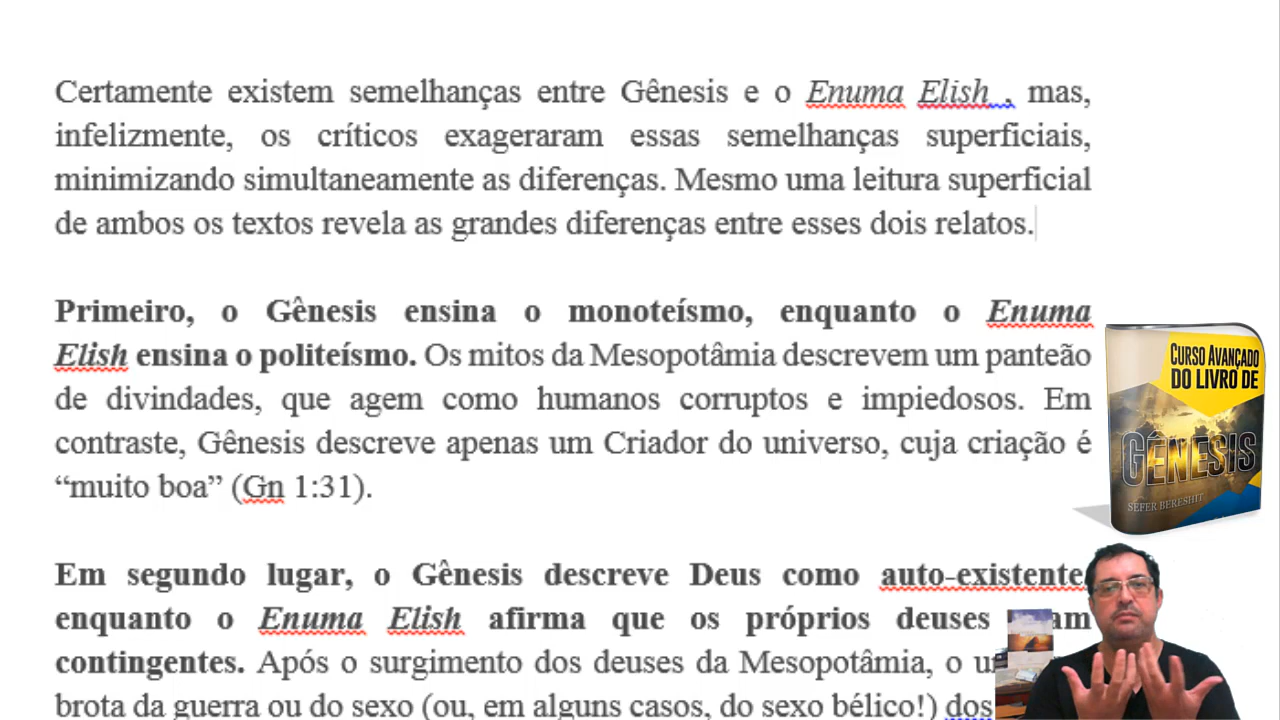 Certamente existem semelhanças entre Gênesis e o Enuma Elish , mas,
infelizmente, os críticos exageraram essas semelhanças superficiais,
minimizando simultaneamente as diferenças. Mesmo uma leitura superficial
de ambos os textos revela as grandes diferenças entre esses dois relatos.
Primeiro, o Gênesis ensina o monoteísmo, enquanto o Enuma
Elish ensina o politeísmo. Os mitos da Mesopotâmia descrevem um panteão
de divindades, que agem como humanos corruptos e impiedosos. Em
contraste, Gênesis descreve apenas um Criador do universo, cuja criação é
“muito boa” (Gn 1:31).
Em segundo lugar, o Gênesis descreve Deus como auto-existente,
enquanto o Enuma Elish afirma que os próprios deuses
contingentes. Após o surgimento dos deuses da Mesopotâmia, o
brota da guerra ou do sexo (ou, em alguns casos, do sexo bélico!) dos
CURSO AVANÇADO
DO LIVRO DE
GÊNESIS
SEFER BERESHIT